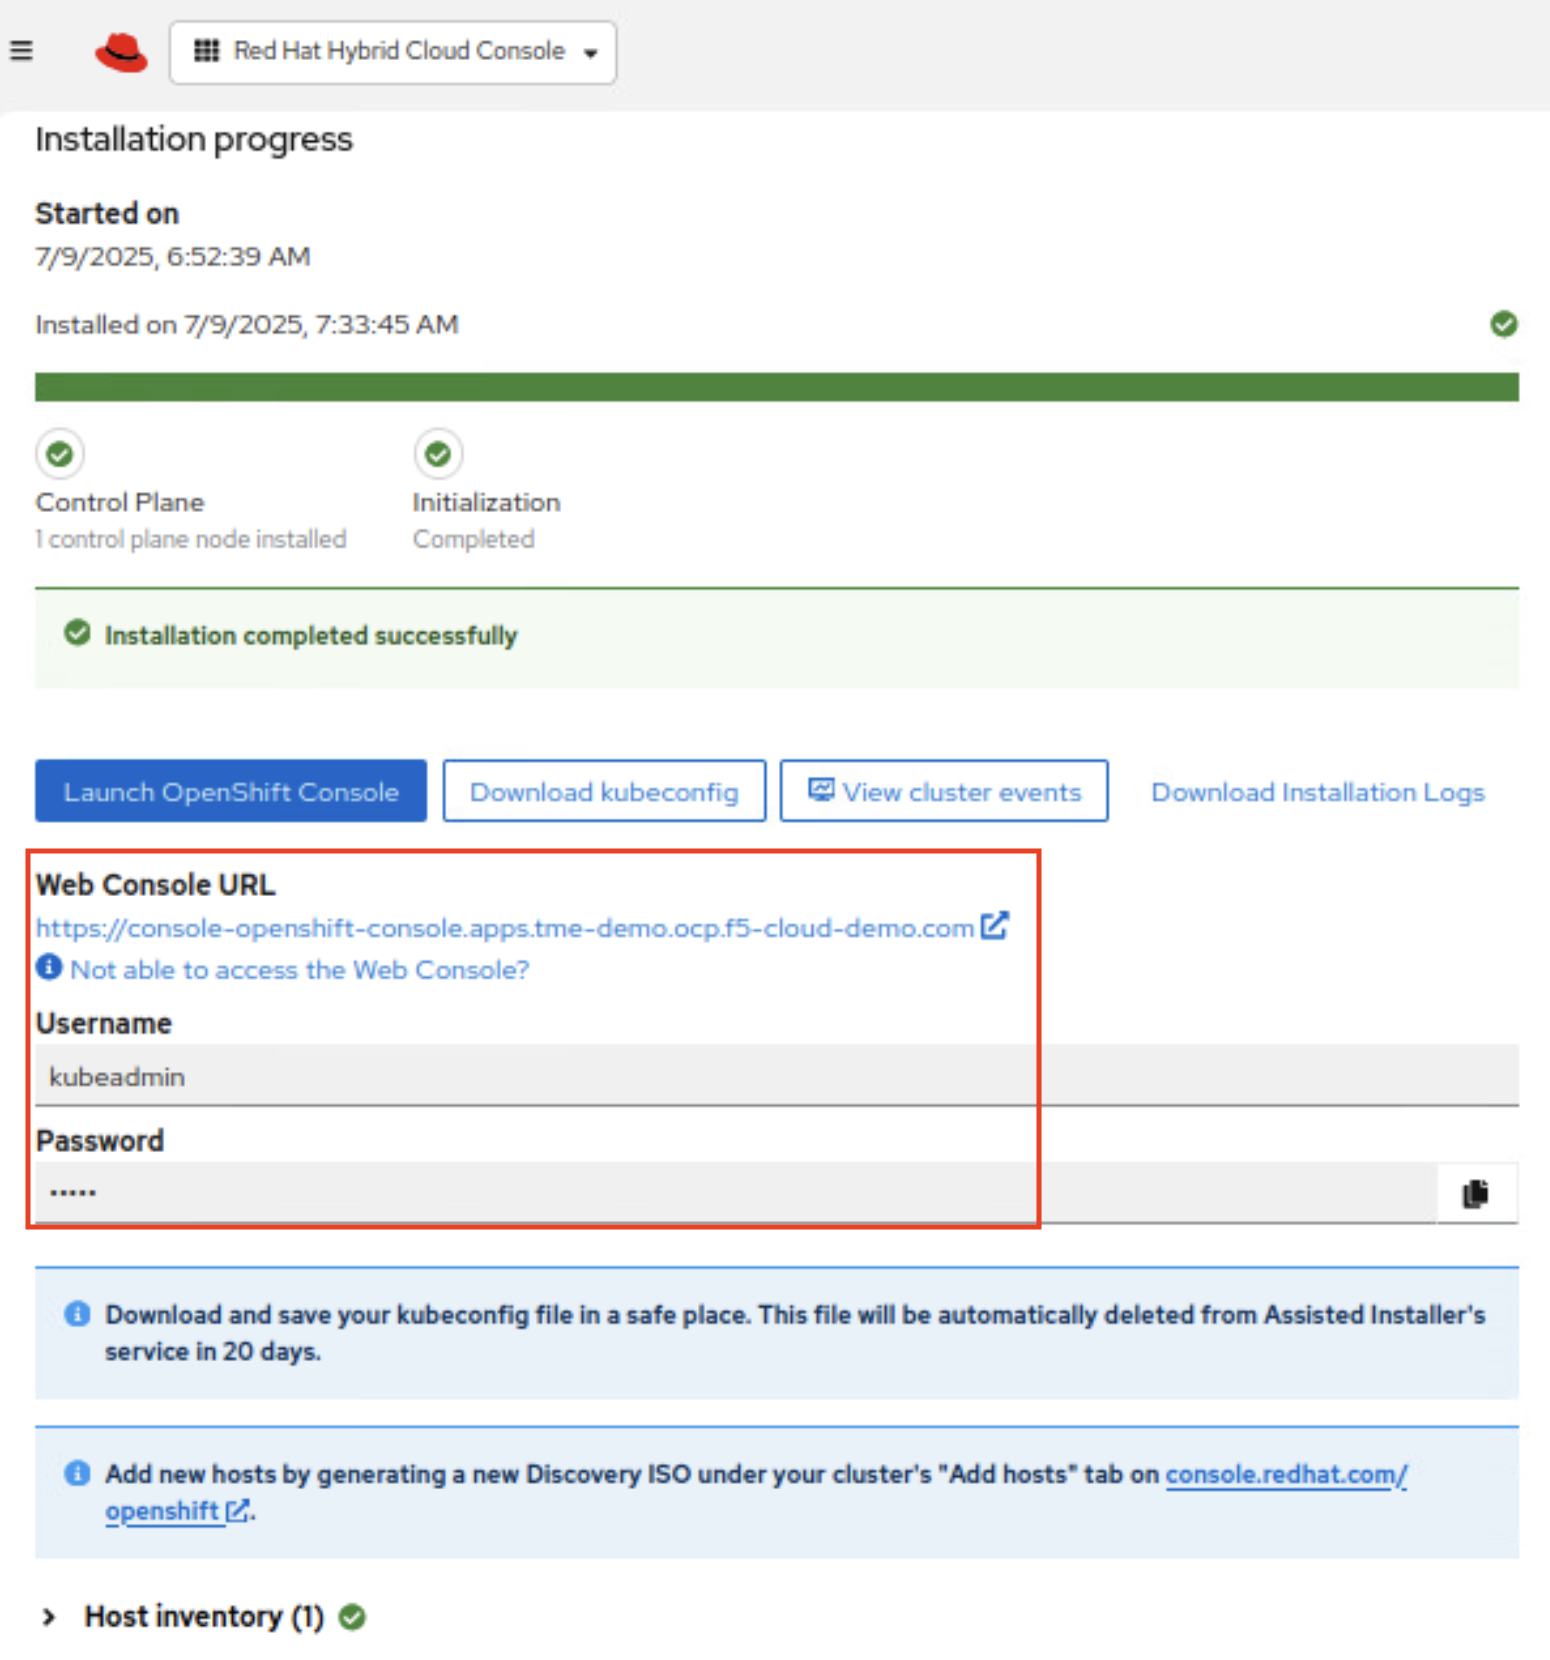 Red Hat Hybrid Cloud Console
Installation progress
Started on
7/9/2025, 6:52:39 AM
Installed on 7/9/2025, 7:33:45 AM
Control Plane
1 control plane node installed
Initialization
Completed
Installation completed successfully
Launch OpenShift Console
Download kubeconfig
View cluster events
Download Installation Logs
Web Console URL
https://console-openshift-console.apps.tme-demo.ocp.f5-cloud-demo.com
Not able to access the Web Console?
Username
kubeadmin
Password
•••••
Download and save your kubeconfig file in a safe place. This file will be automatically deleted from Assisted Installer's
service in 20 days.
Add new hosts by generating a new Discovery ISO under your cluster's "Add hosts" tab on console.redhat.com/
openshift.
Host inventory (1)